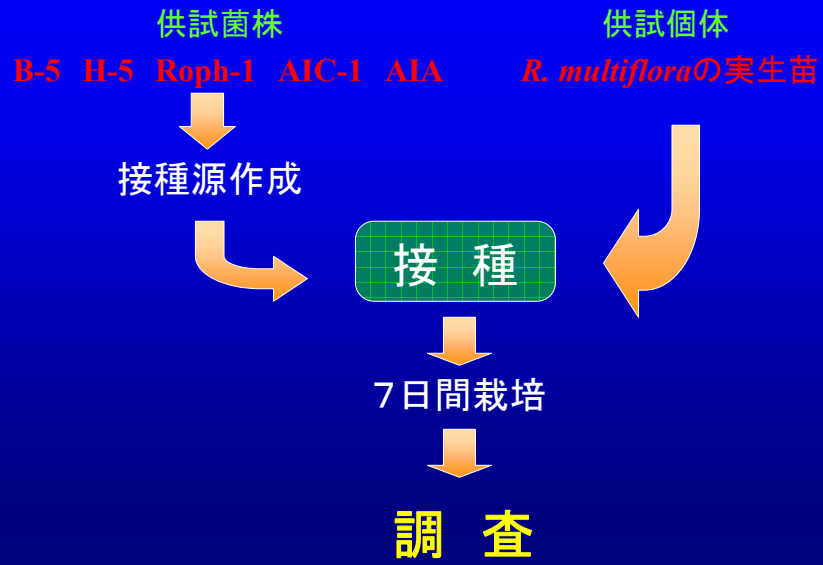 供試菌株
供試個体
B-5 H-5 Roph-1 AIC-1 AIA
R. multifloraの実生苗
接種源作成
接 種
７日間栽培
調 査